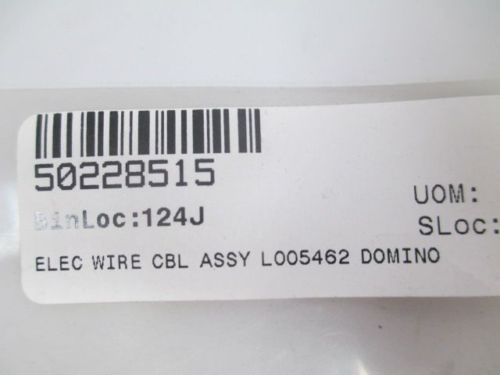 50228515
BinLoc:124J
UOM:
SLoc:
ELEC WIRE CBL ASSY L005462 DOMINO